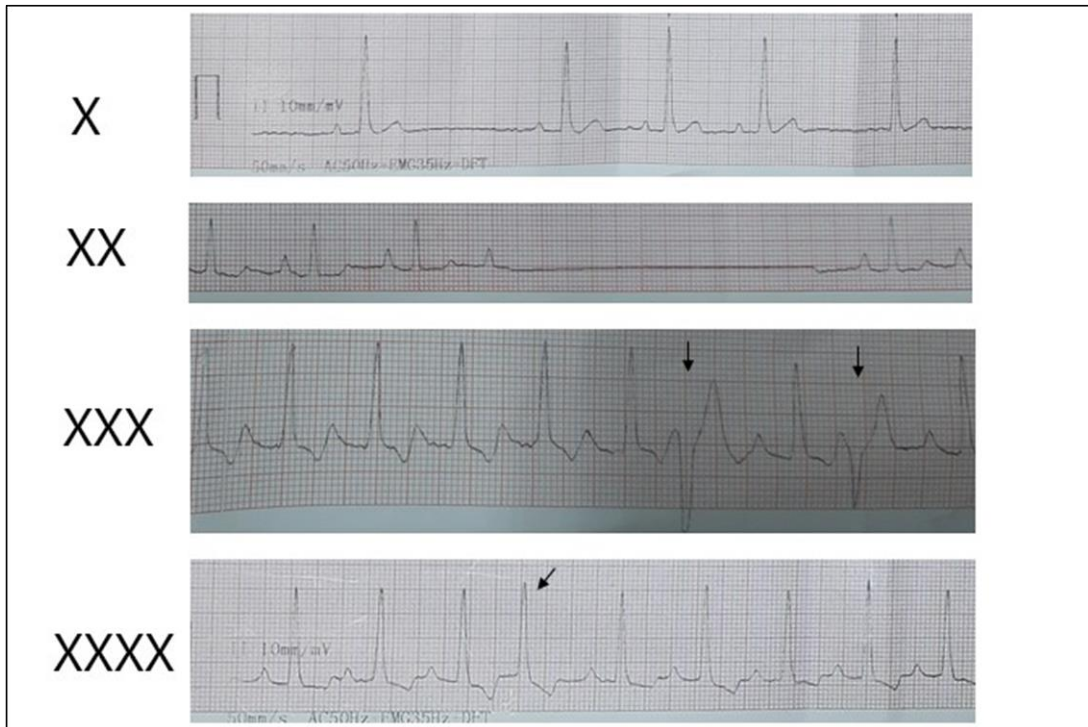 X
II 10mm/mV
50mm/s AC50Hz-EMG35Hz-DFT
XX
XXX
XXXX
II 10mm/mV
50mm/s AC50Hz-EMG35Hz-DFT